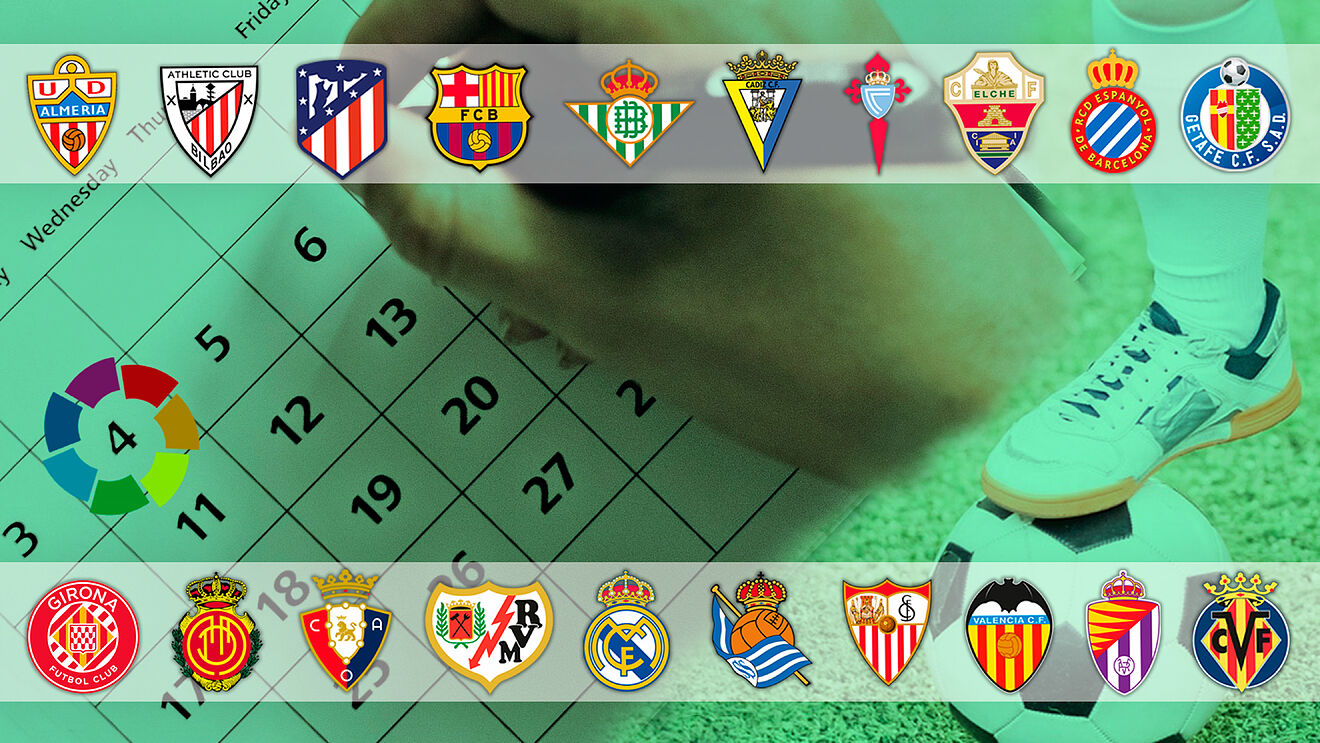 Friday
Thu
Wednesday
U D
ALMERIA
ATHLETIC CLUB
BILBAO
FCB
CADIZ C.F.
ELCHE
C F
C I A
RCD ESPANYOL
DE BARCELONA
GETAFE C.F. S.A.D.
6
5
13
4
12
20
2
3
11
19
27
18
26
17
25
GIRONA
FUTBOL CLUB
C A
O
R
V
M
VALENCIA C.F.
C V F